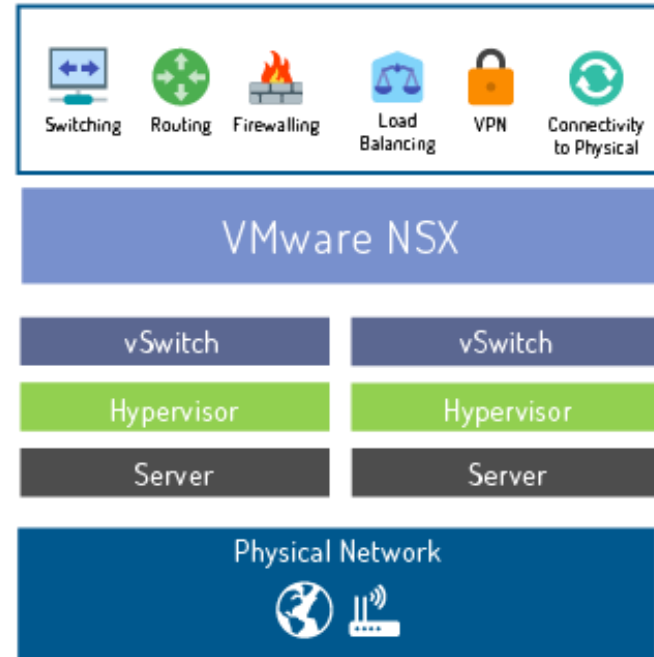 Switching
Routing
Firewalling
Load
Balancing
VPN
Connectivity
to Physical
VMware NSX
vSwitch
vSwitch
Hypervisor
Hypervisor
Server
Server
Physical Network